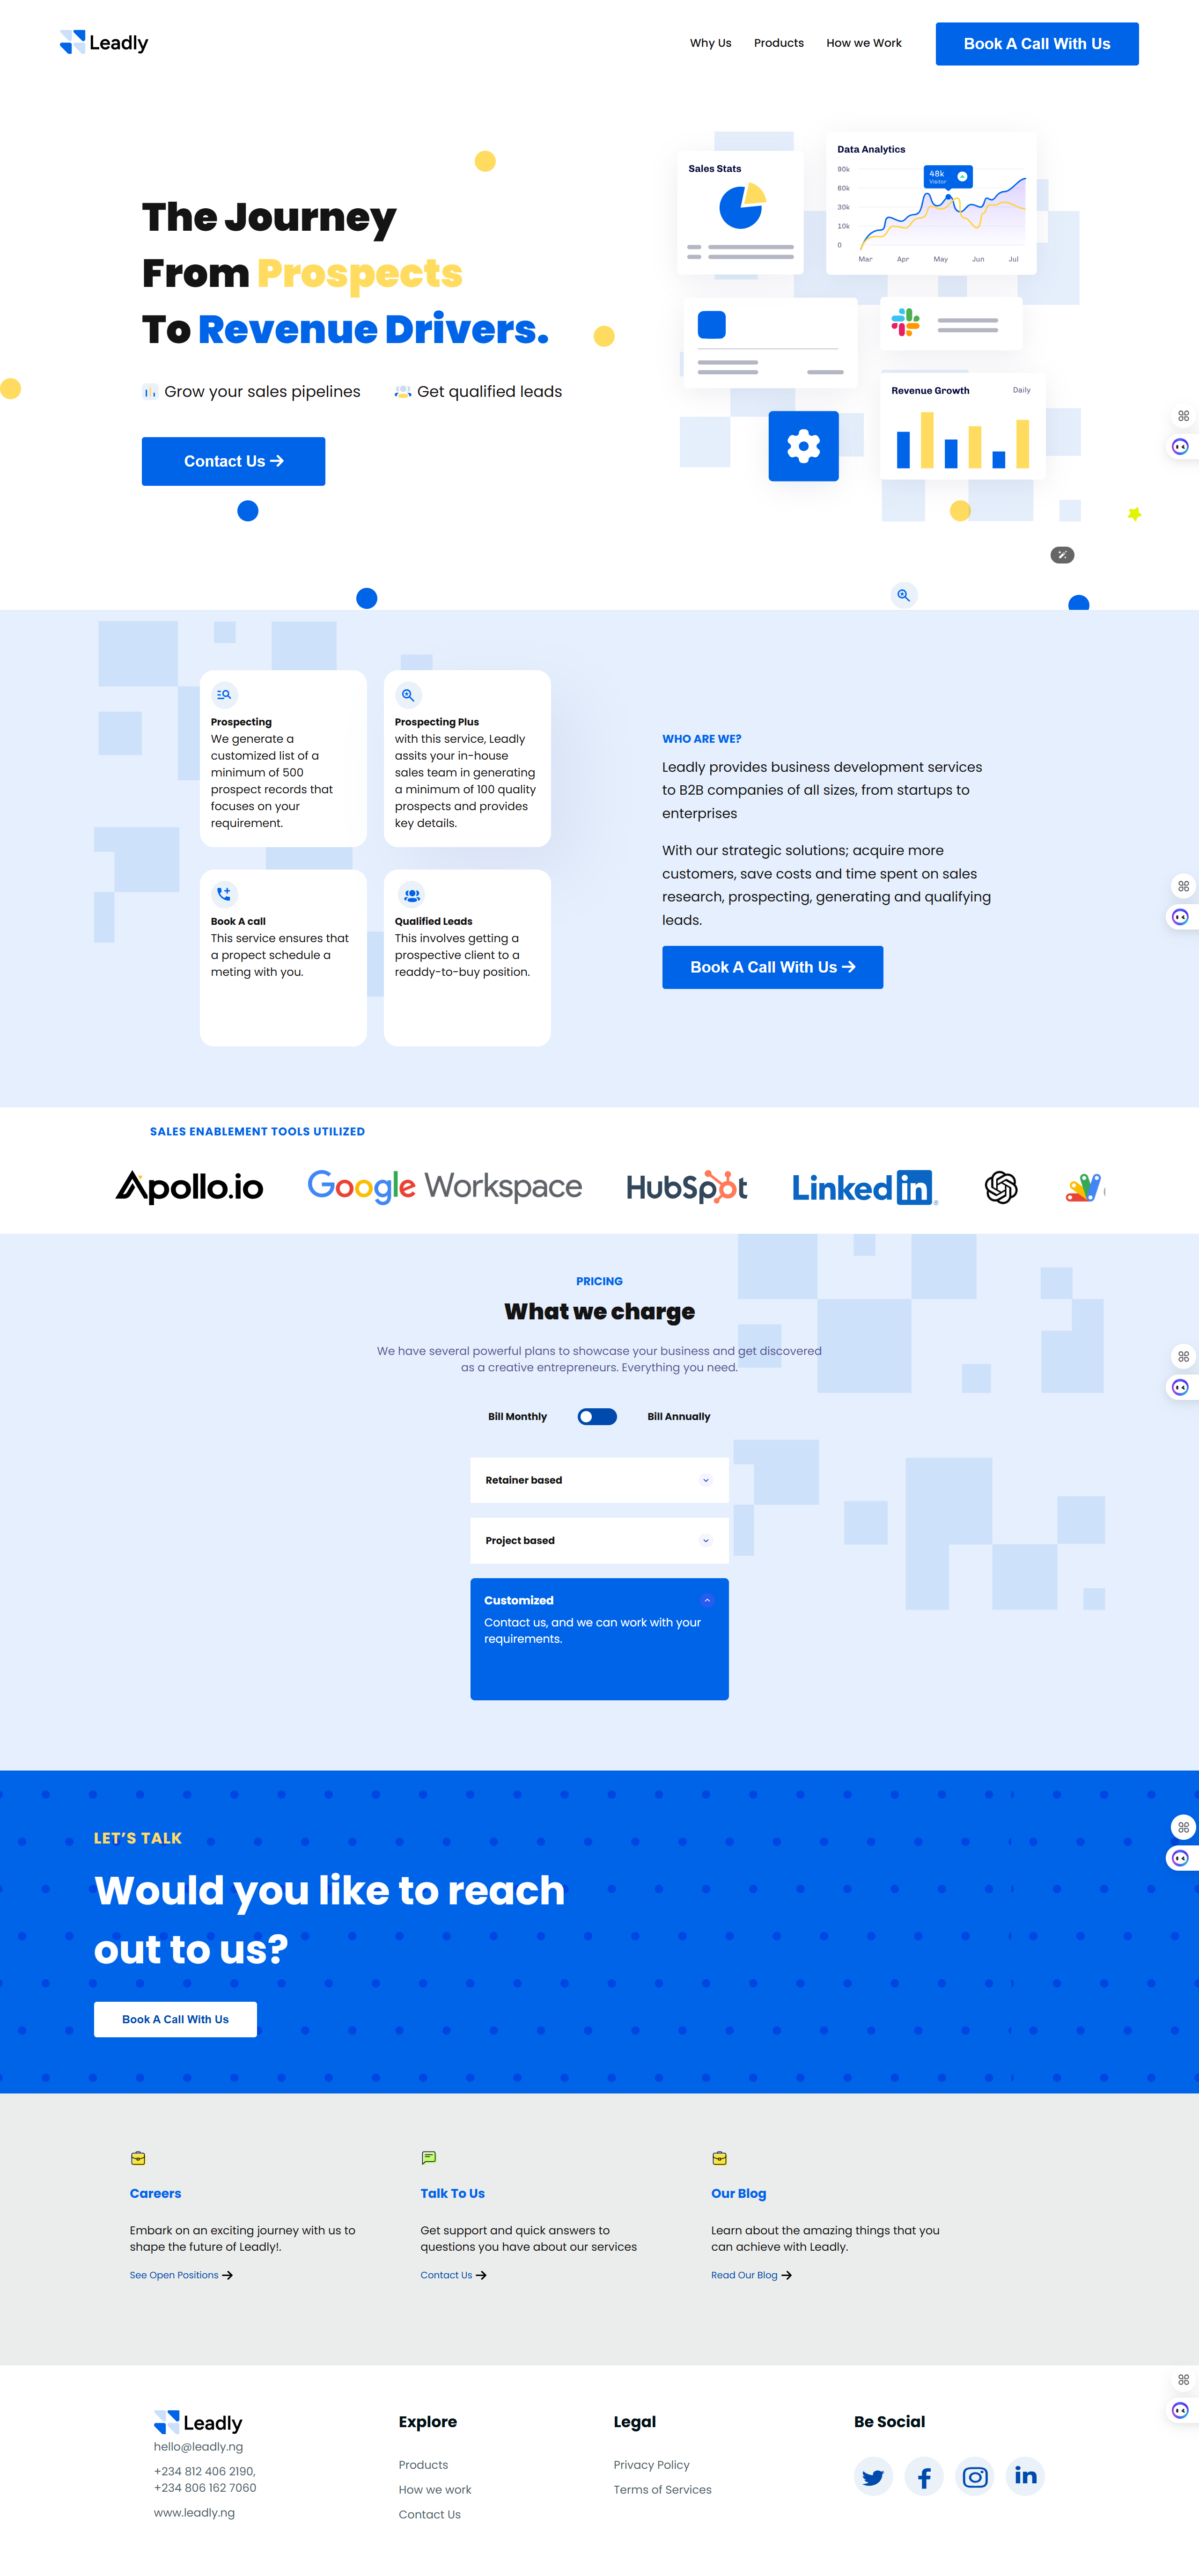 Leadly
Why Us
Products
How we Work
Book A Call With Us
The Journey
From Prospects
To Revenue Drivers.
Grow your sales pipelines
Get qualified leads
Contact Us
Sales Stats
Data Analytics
90k
60k
30k
10k
0
48k
Visitor
Mar
Apr
May
Jun
Jul
Revenue Growth
Daily
Prospecting
We generate a
customized list of a
minimum of 500
prospect records that
focuses on your
requirement.
Prospecting Plus
with this service, Leadly
assits your in-house
sales team in generating
a minimum of 100 quality
prospects and provides
key details.
Book A call
This service ensures that
a propect schedule a
meting with you.
Qualified Leads
This involves getting a
prospective client to a
readdy-to-buy position.
WHO ARE WE?
Leadly provides business development services
to B2B companies of all sizes, from startups to
enterprises
With our strategic solutions; acquire more
customers, save costs and time spent on sales
research, prospecting, generating and qualifying
leads.
Book A Call With Us
SALES ENABLEMENT TOOLS UTILIZED
Apollo.io
Google Workspace
HubSpot
Linked in
PRICING
What we charge
We have several powerful plans to showcase your business and get discovered
as a creative entrepreneurs. Everything you need.
Bill Monthly
Bill Annually
Retainer based
Project based
Customized
Contact us, and we can work with your
requirements.
LET'S TALK
Would you like to reach
out to us?
Book A Call With Us
Careers
Embark on an exciting journey with us to
shape the future of Leadly!.
See Open Positions
Talk To Us
Get support and quick answers to
questions you have about our services
Contact Us
Our Blog
Learn about the amazing things that you
can achieve with Leadly.
Read Our Blog
Leadly
hello@leadly.ng
+234 812 406 2190,
+234 806 162 7060
www.leadly.ng
Explore
Products
How we work
Contact Us
Legal
Privacy Policy
Terms of Services
Be Social